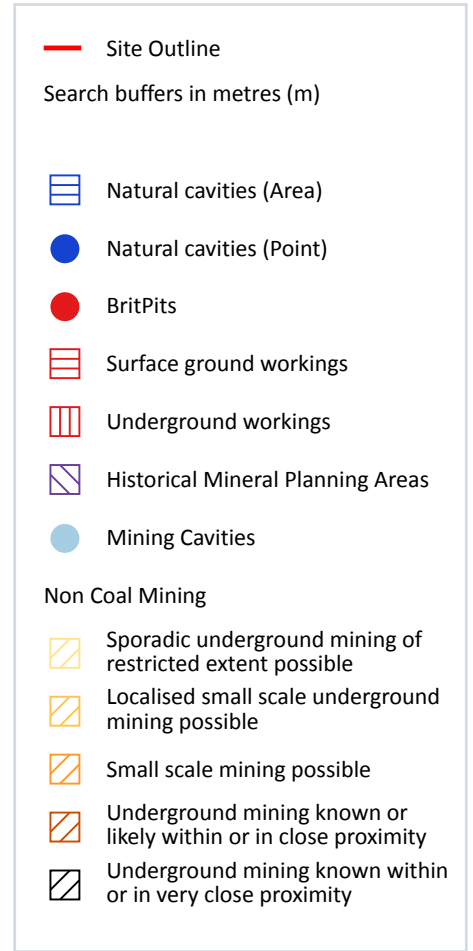 Site Outline
Search buffers in metres (m)
Natural cavities (Area)
Natural cavities (Point)
BritPits
Surface ground workings
Underground workings
Historical Mineral Planning Areas
Mining Cavities
Non Coal Mining
Sporadic underground mining of
restricted extent possible
Localised small scale underground
mining possible
Small scale mining possible
Underground mining known or
likely within or in close proximity
Underground mining known within
or in very close proximity